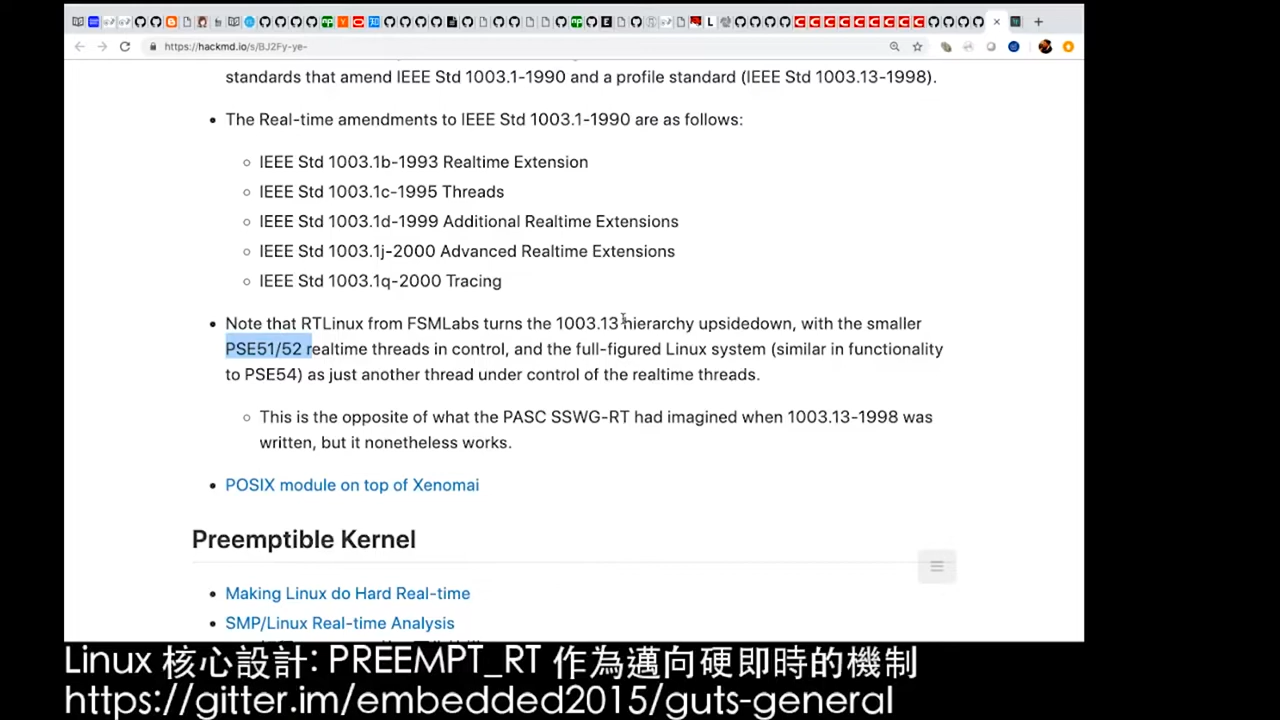 https://hackmd.io/s/BJ2Fy-ye-
standards that amend IEEE Std 1003.1-1990 and a profile standard (IEEE Std 1003.13-1998).
• The Real-time amendments to IEEE Std 1003.1-1990 are as follows:
◦ IEEE Std 1003.1b-1993 Realtime Extension
◦ IEEE Std 1003.1c-1995 Threads
◦ IEEE Std 1003.1d-1999 Additional Realtime Extensions
◦ IEEE Std 1003.1j-2000 Advanced Realtime Extensions
◦ IEEE Std 1003.1q-2000 Tracing
• Note that RTLinux from FSMLabs turns the 1003.13 hierarchy upsidedown, with the smaller
PSE51/52 realtime threads in control, and the full-figured Linux system (similar in functionality
to PSE54) as just another thread under control of the realtime threads.
◦ This is the opposite of what the PASC SSWG-RT had imagined when 1003.13-1998 was
written, but it nonetheless works.
• POSIX module on top of Xenomai
Preemptible Kernel
• Making Linux do Hard Real-time
• SMP/Linux Real-time Analysis
Linux 核心設計: PREEMPT_RT 作為邁向硬即時的機制
https://gitter.im/embedded2015/guts-general